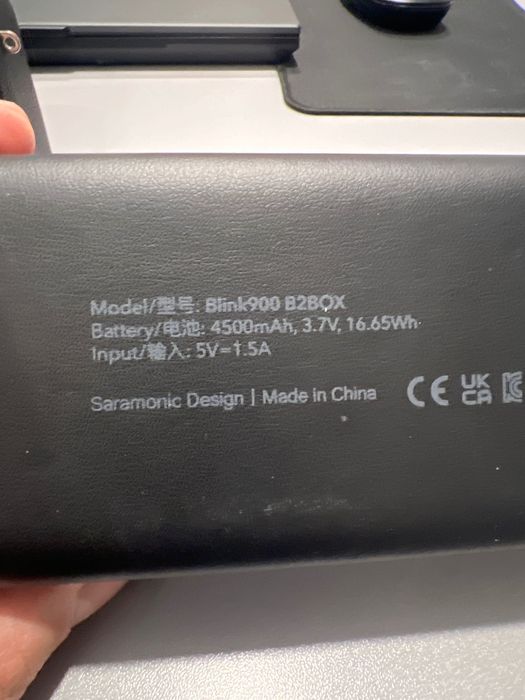 Model/型号: Blink900 B2BOX
Battery/电池: 4500mAh, 3.7V, 16.65Wh
Input/输入: 5V⎓1.5A
Saramonic Design | Made in China CE UK CA